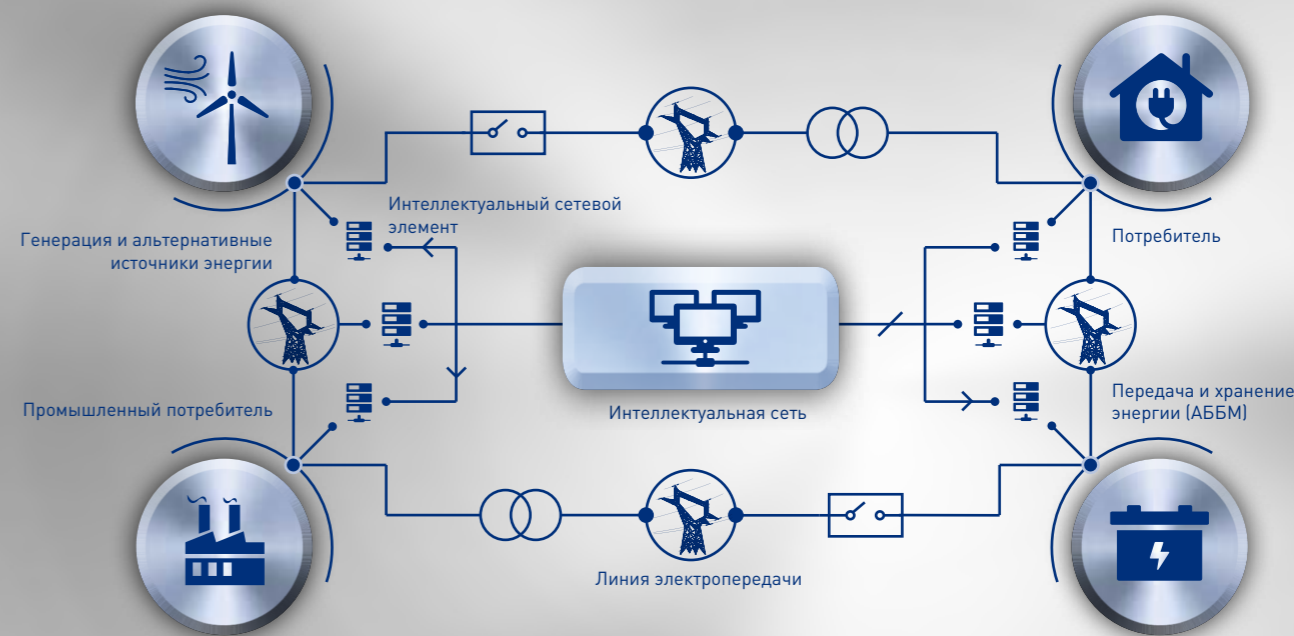 Интеллектуальный сетевой
элемент
Генерация и альтернативные
источники энергии
Потребитель
Промышленный потребитель
Интеллектуальная сеть
Передача и хранение
энергии (АББМ)
Линия электропередачи